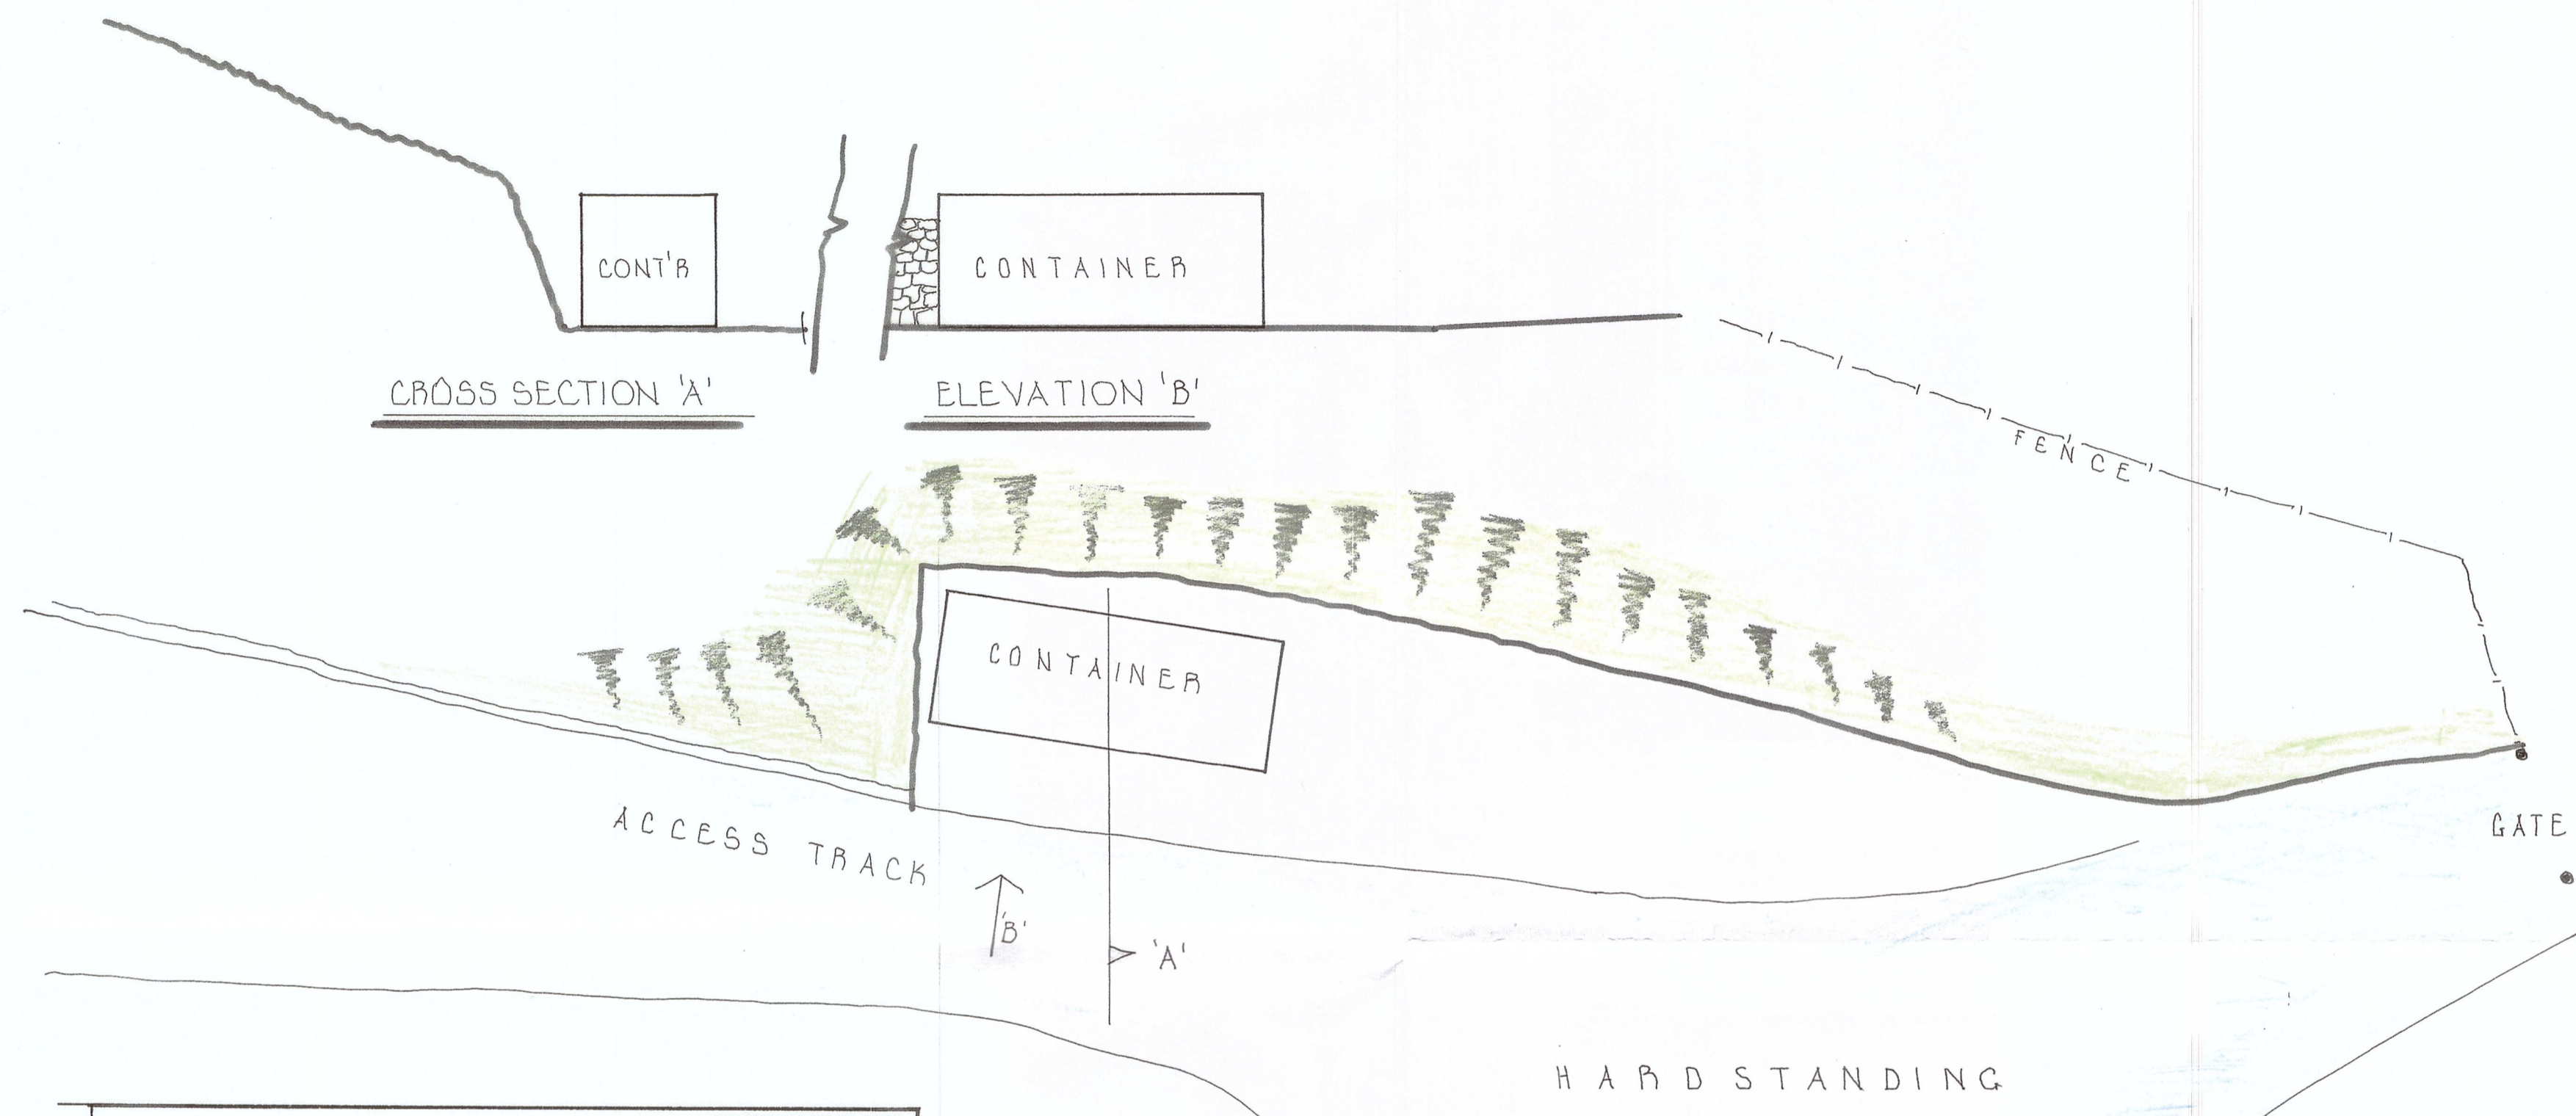 CONT'R
CONTAINER
CROSS SECTION 'A'
ELEVATION 'B'
FENCE
CONTAINER
GATE
ACCESS TRACK
'B'
'A'
HARDSTANDING